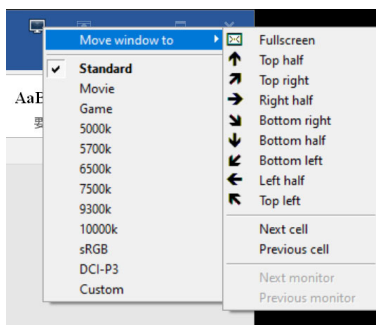 Move window to
Standard
Movie
Game
5000k
5700k
6500k
7500k
9300k
10000k
sRGB
DCI-P3
Custom
Fullscreen
Top half
Top right
Right half
Bottom right
Bottom half
Bottom left
Left half
Top left
Next cell
Previous cell
Next monitor
Previous monitor
AaB
要